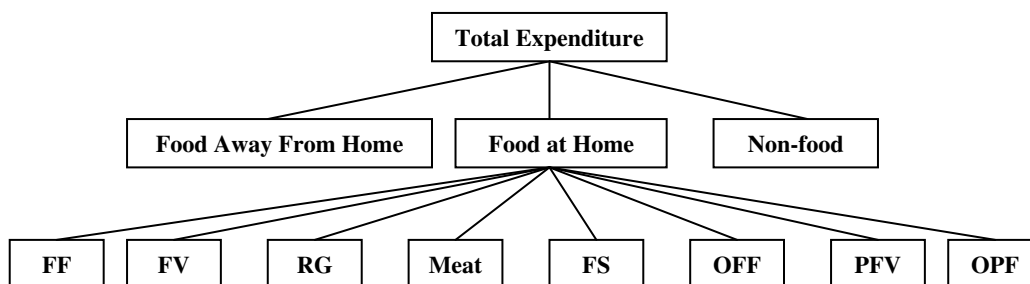 Total Expenditure
Food Away From Home
Food at Home
Non-food
FF
FV
RG
Meat
FS
OFF
PFV
OPF